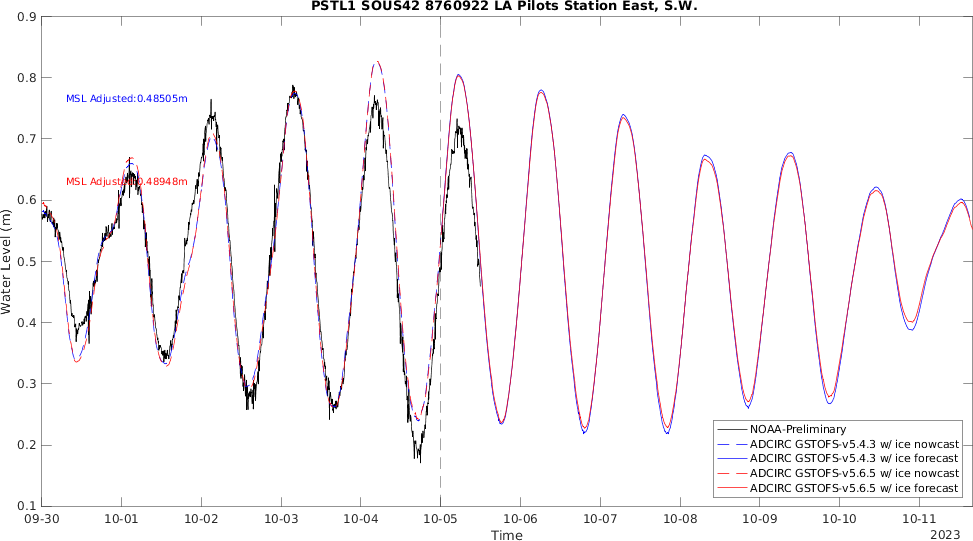 PSTL1 SOUS42 8760922 LA Pilots Station East, S.W.
0.9
0.8
MSL Adjusted:0.48505m
0.7
MSL Adjusted:0.48948m
0.6
Water Level (m)
0.5
0.4
0.3
0.2
0.1
NOAA-Preliminary
ADCIRC GSTOFS-v5.4.3 w/ ice nowcast
ADCIRC GSTOFS-v5.4.3 w/ ice forecast
ADCIRC GSTOFS-v5.6.5 w/ ice nowcast
ADCIRC GSTOFS-v5.6.5 w/ ice forecast
09-30 10-01 10-02 10-03 10-04 10-05 10-06 10-07 10-08 10-09 10-10 10-11
Time
2023